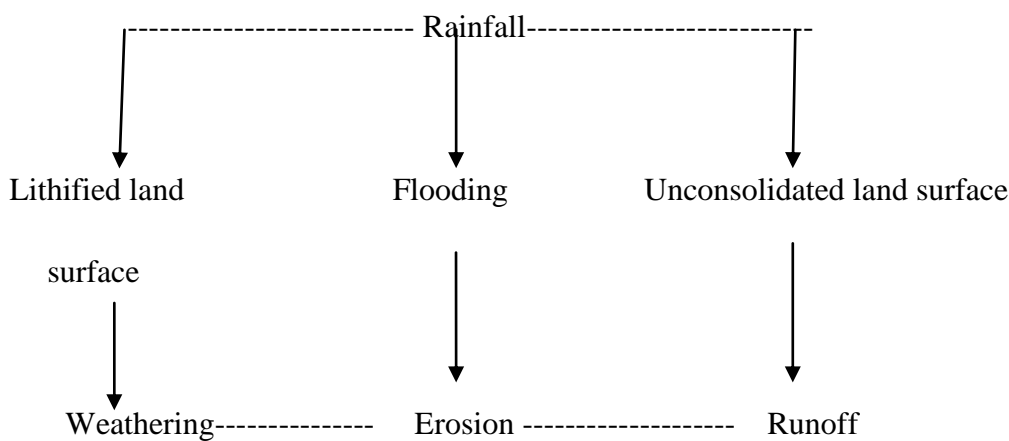 Rainfall
Lithified land Flooding Unconsolidated land surface
surface
Weathering Erosion Runoff